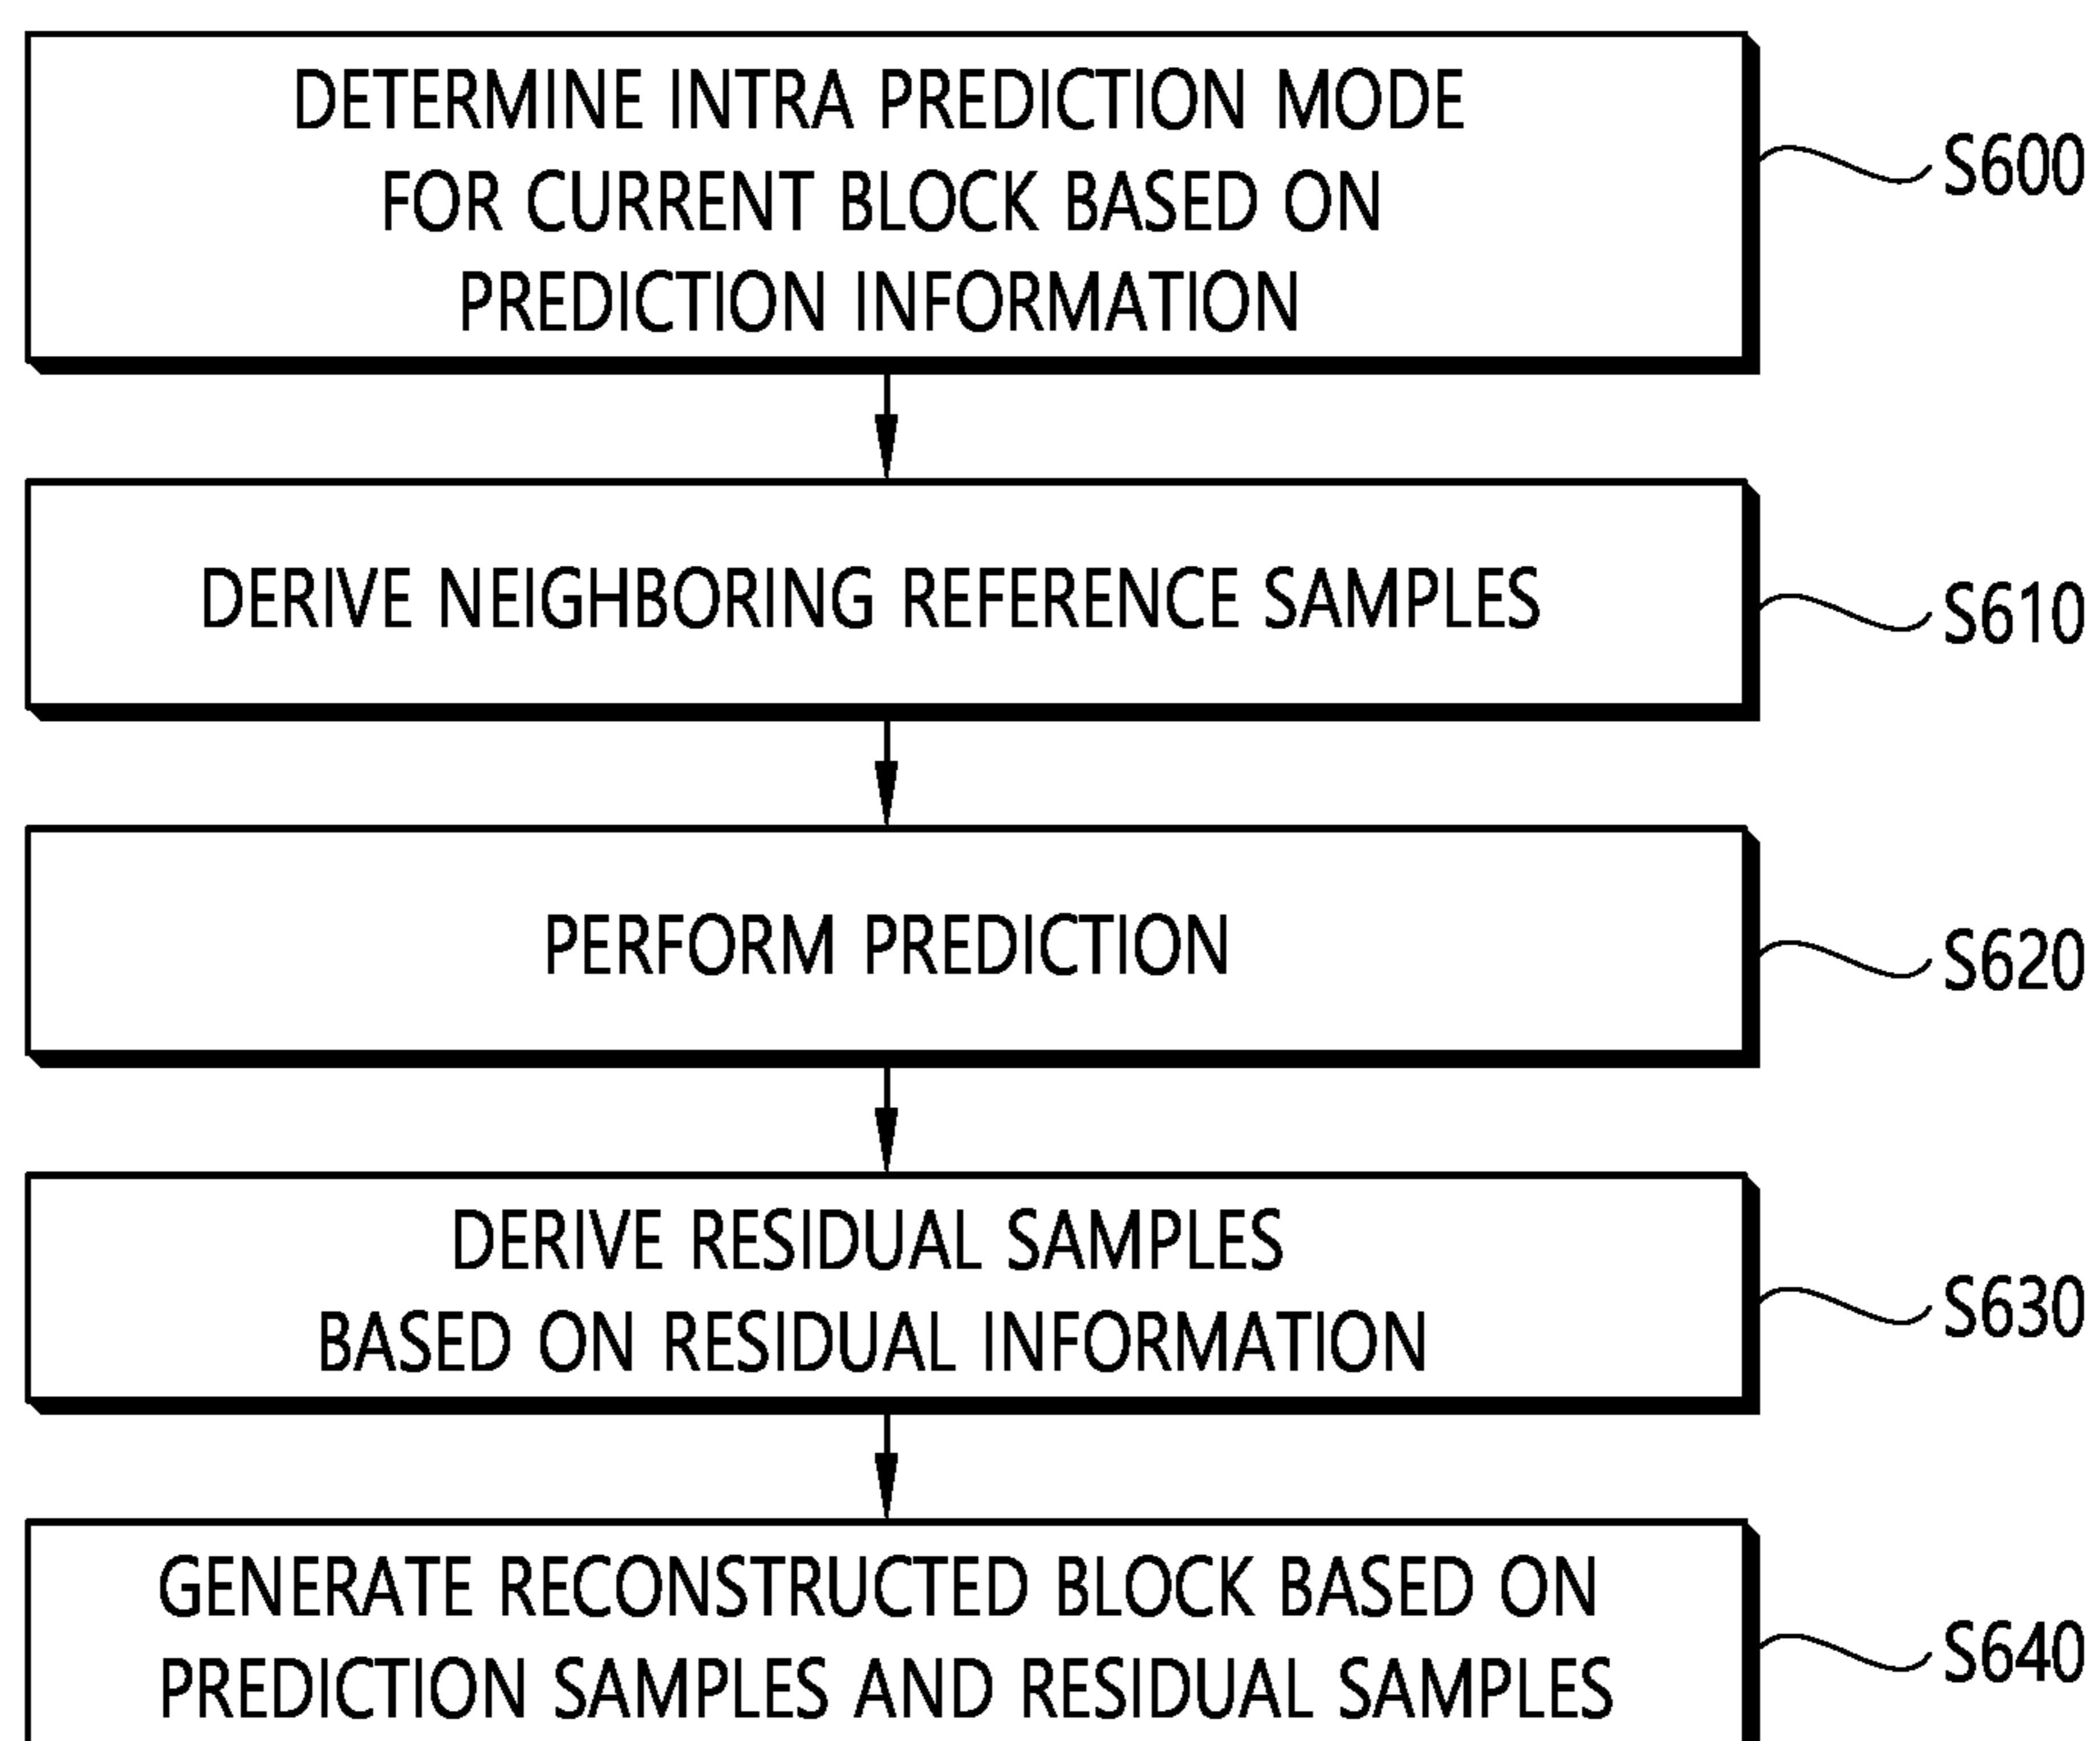 DETERMINE INTRA PREDICTION MODE
FOR CURRENT BLOCK BASED ON
PREDICTION INFORMATION
S600
DERIVE NEIGHBORING REFERENCE SAMPLES
S610
PERFORM PREDICTION
S620
DERIVE RESIDUAL SAMPLES
BASED ON RESIDUAL INFORMATION
S630
GENERATE RECONSTRUCTED BLOCK BASED ON
PREDICTION SAMPLES AND RESIDUAL SAMPLES
S640